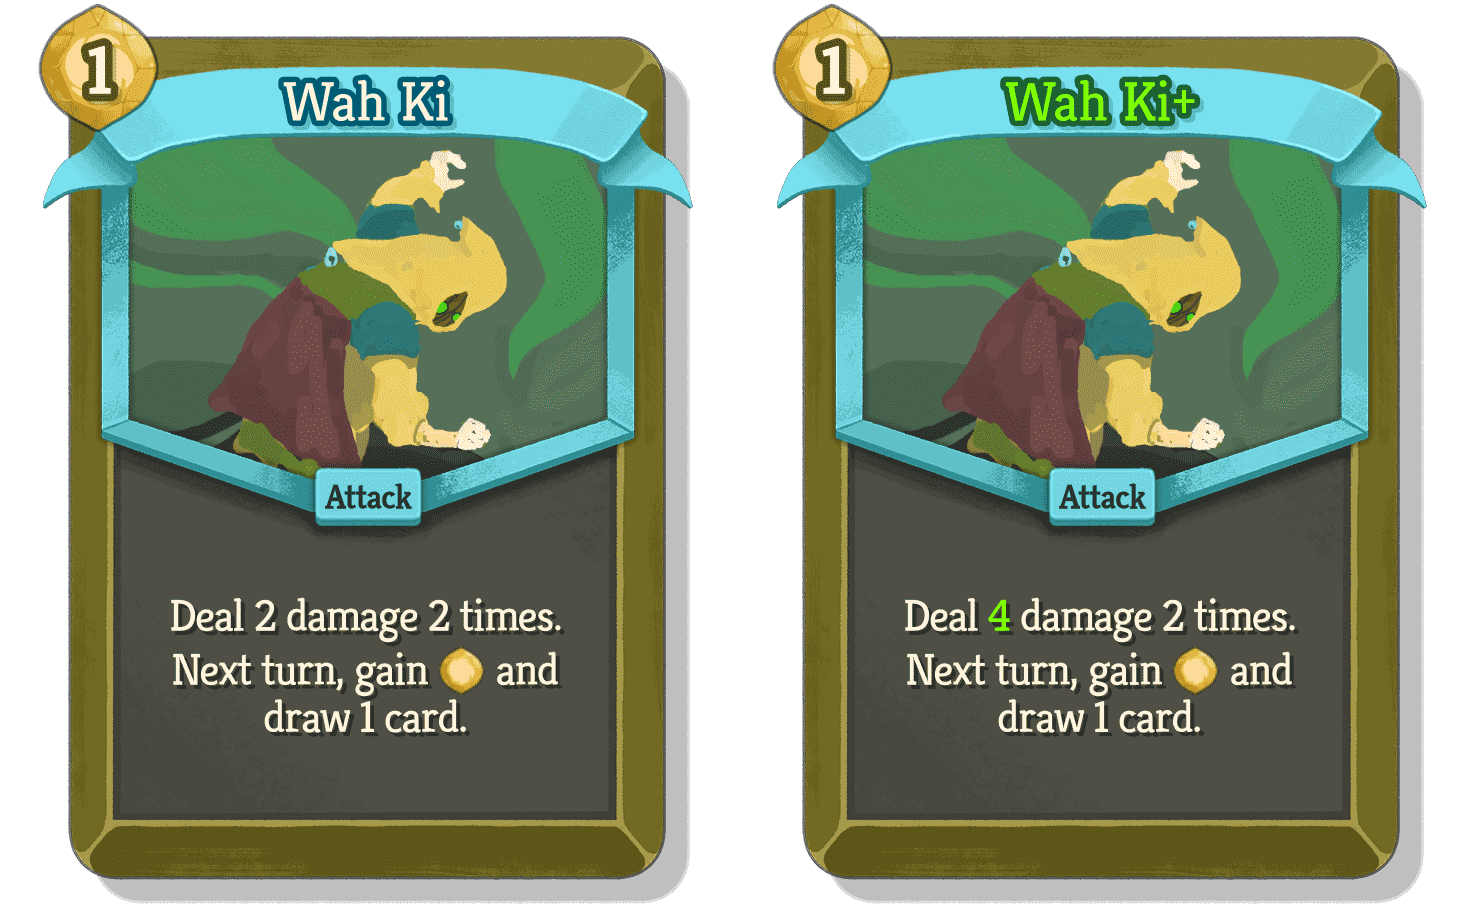 1
Wah Ki
Attack
Deal 2 damage 2 times.
Next turn, gain and
draw 1 card.
1
Wah Ki+
Attack
Deal 4 damage 2 times.
Next turn, gain and
draw 1 card.